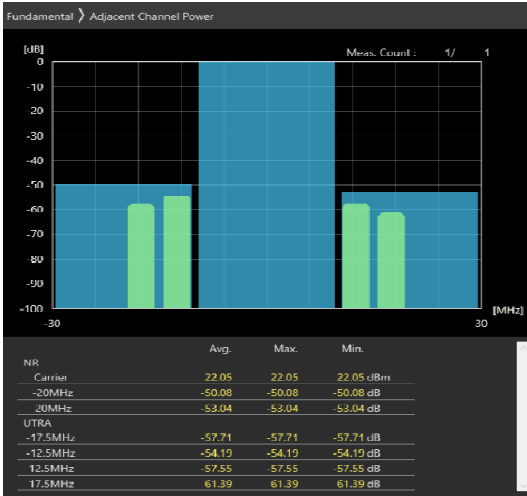 Fundamental ❯ Adjacent Channel Power
[dB] Meas. Count : 1/ 1
0
-10
-20
-30
-40
-50
-60
-70
-80
-90
-100 [MHz]
-30 30
Avg. Max. Min.
NR
Carrier 22.05 22.05 22.05 dBm
-20MHz -50.08 -50.08 -50.08 dB
20MHz -53.04 -53.04 -53.04 dB
UTRA
-17.5MHz -57.71 -57.71 -57.71 dB
-12.5MHz -54.19 -54.19 -54.19 dB
12.5MHz -57.55 -57.55 -57.55 dB
17.5MHz 61.39 61.39 61.39 dB